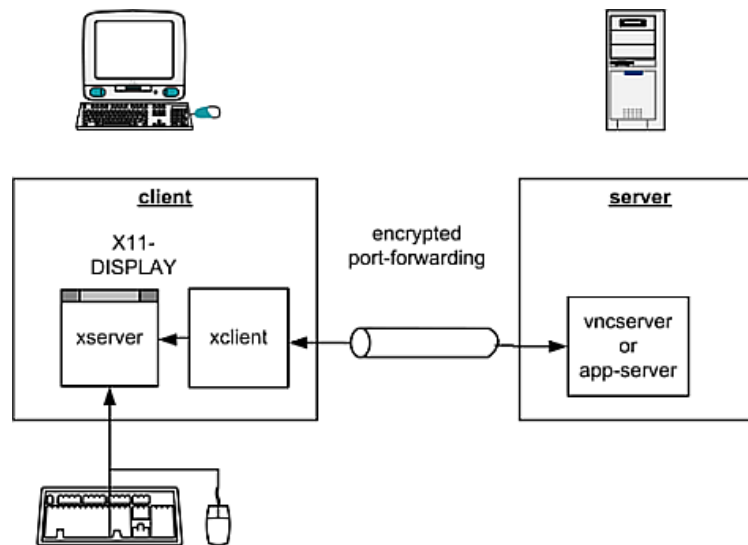 client
server
X11-
DISPLAY
encrypted
port-forwarding
xserver
xclient
vncserver
or
app-server